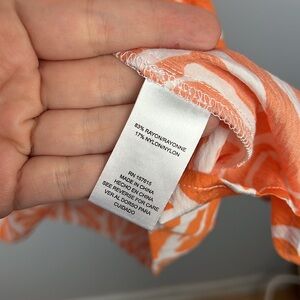 83% RAYON/RAYONNE
17% NYLON/NYLON
RN 157615
MADE IN CHINA
HECHO EN CHINA
SEE REVERSE FOR CARE
VER AL DORSO PARA
CUIDADO